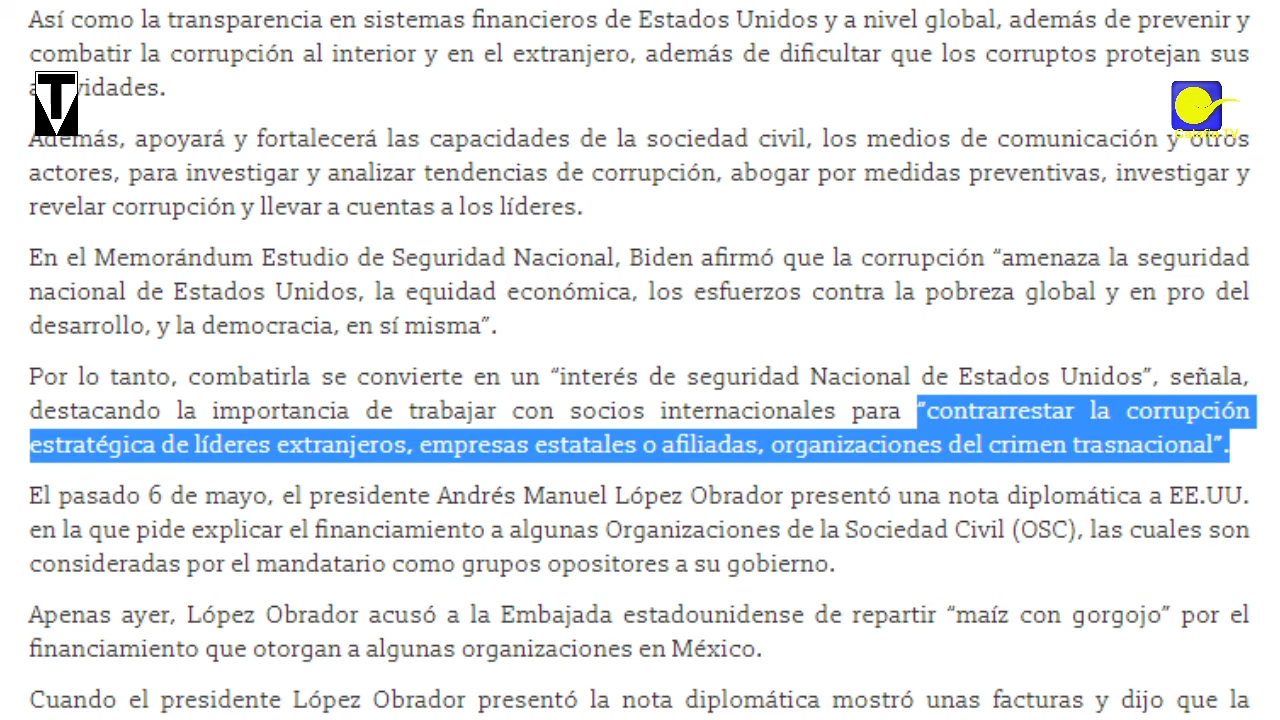 Así como la transparencia en sistemas financieros de Estados Unidos y a nivel global, además de prevenir y
combatir la corrupción al interior y en el extranjero, además de dificultar que los corruptos protejan sus
vidades.
TV
Además, apoyará y fortalecerá las capacidades de la sociedad civil, los medios de comunicación y otros
actores, para investigar y analizar tendencias de corrupción, abogar por medidas preventivas, investigar y
revelar corrupción y llevar a cuentas a los líderes.
En el Memorándum Estudio de Seguridad Nacional, Biden afirmó que la corrupción “amenaza la seguridad
nacional de Estados Unidos, la equidad económica, los esfuerzos contra la pobreza global y en pro del
desarrollo, y la democracia, en sí misma”.
Por lo tanto, combatirla se convierte en un “interés de seguridad Nacional de Estados Unidos”, señala,
destacando la importancia de trabajar con socios internacionales para “contrarrestar la corrupción
estratégica de líderes extranjeros, empresas estatales o afiliadas, organizaciones del crimen trasnacional”.
El pasado 6 de mayo, el presidente Andrés Manuel López Obrador presentó una nota diplomática a EE.UU.
en la que pide explicar el financiamiento a algunas Organizaciones de la Sociedad Civil (OSC), las cuales son
consideradas por el mandatario como grupos opositores a su gobierno.
Apenas ayer, López Obrador acusó a la Embajada estadounidense de repartir “maíz con gorgojo” por el
financiamiento que otorgan a algunas organizaciones en México.
Cuando el presidente López Obrador presentó la nota diplomática mostró unas facturas y dijo que la